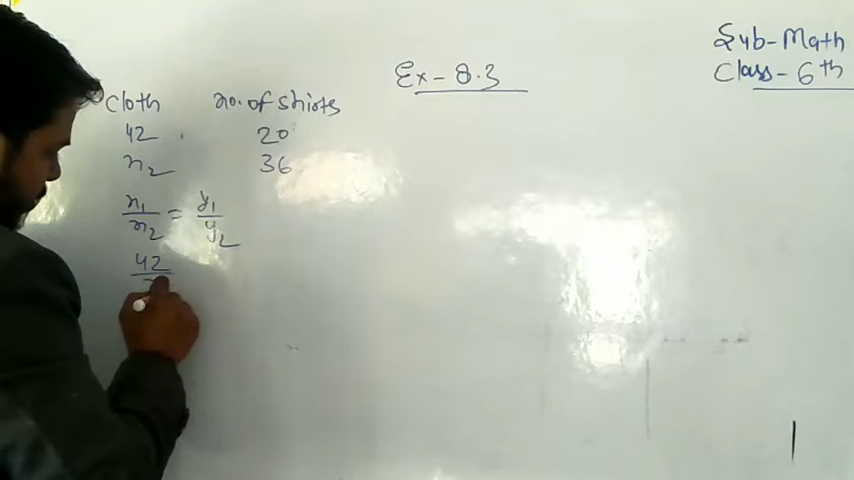 Sub-Math
Class-6th
Ex-8.3
Cloth no. of shirts
42 20
x2 36
x1/x2 = y1/y2
42